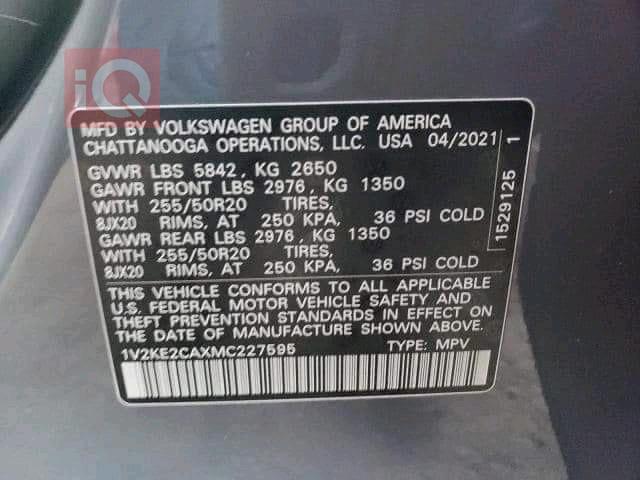 iQ
MFD BY VOLKSWAGEN GROUP OF AMERICA
CHATTANOOGA OPERATIONS, LLC. USA 04/2021
GVWR LBS 5842, KG 2650
GAWR FRONT LBS 2976, KG 1350
WITH 255/50R20 TIRES,
8JX20 RIMS, AT 250 KPA, 36 PSI COLD
GAWR REAR LBS 2976, KG 1350
WITH 255/50R20 TIRES,
8JX20 RIMS, AT 250 KPA, 36 PSI COLD
THIS VEHICLE CONFORMS TO ALL APPLICABLE
U.S. FEDERAL MOTOR VEHICLE SAFETY AND
THEFT PREVENTION STANDARDS IN EFFECT ON
THE DATE OF MANUFACTURE SHOWN ABOVE.
1V2KE2CAXMC227595 TYPE: MPV
1529125 1